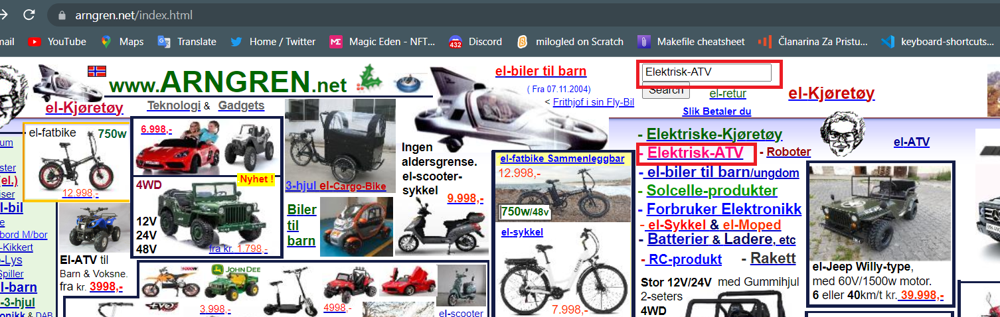 arngren.net/index.html
mail YouTube Maps Translate Home / Twitter Magic Eden - NFT... 432 Discord milogled on Scratch Makefile cheatsheet Članarina Za Pristu... keyboard-shortcuts...
www.ARNGREN.net
el-Kjøretøy
Teknologi & Gadgets
el-biler til barn
( Fra 07.11.2004)
< Frithjof i sin Fly-Bil
Elektrisk-ATV
Search
el-retur
Slik Betaler du
el-Kjøretøy
um
ster
(el.)
iser
l-bil
e
bord M/bor
-Kikkert
-Lys
Spiller
l-barn
-3-hjul
onikk & DAB
el-fatbike 750w
12.998,-
El-ATV til
Barn & Voksne.
fra kr. 3998,-
6.998,-
4WD
Nyhet !
12V
24V
48V
fra kr. 1.798,-
3-hjul el-Cargo-Bike
Biler
til
barn
Ingen
aldersgrense.
el-scooter-
sykkel
9.998,-
1000W
JOHN DEE
EVO
3.998,-
4998,-
el-scooter
el-fatbike Sammenleggbar
12.998,-
750w/48v
el-sykkel
7.998,-
- Elektriske-Kjøretøy
- Elektrisk-ATV - Roboter
- el-biler til barn/ungdom
- Solcelle-produkter
- Forbruker Elektronikk
- el-Sykkel & el-Moped
- Batterier & Ladere, etc
- RC-produkt - Rakett
Stor 12V/24V med Gummihjul
2-seters
4WD
el-ATV
el-Jeep Willy-type,
med 60V/1500w motor.
6 eller 40km/t kr. 39.998,-